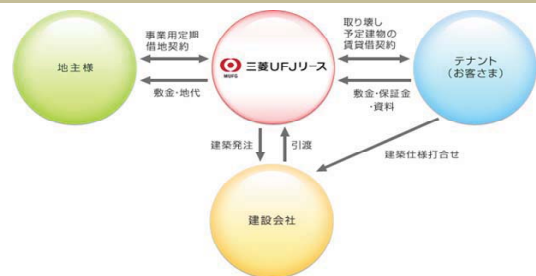 事業用定期
借地契約
取り壊し
予定建物の
賃貸借契約
地主様
MUFG
三菱UFJリース
テナント
(お客さま)
敷金・地代
敷金・保証金
・資料
建築発注
引渡
建築仕様打合せ
建設会社